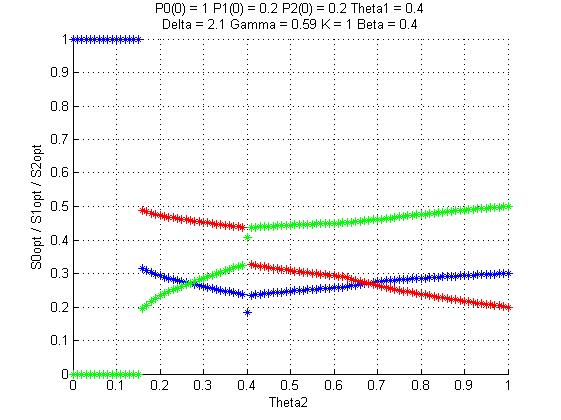 P0(0) = 1 P1(0) = 0.2 P2(0) = 0.2 Theta1 = 0.4
Delta = 2.1 Gamma = 0.59 K = 1 Beta = 0.4
1
0.9
0.8
0.7
0.6
0.5
0.4
0.3
0.2
0.1
0
S0opt / S1opt / S2opt
0 0.1 0.2 0.3 0.4 0.5 0.6 0.7 0.8 0.9 1
Theta2